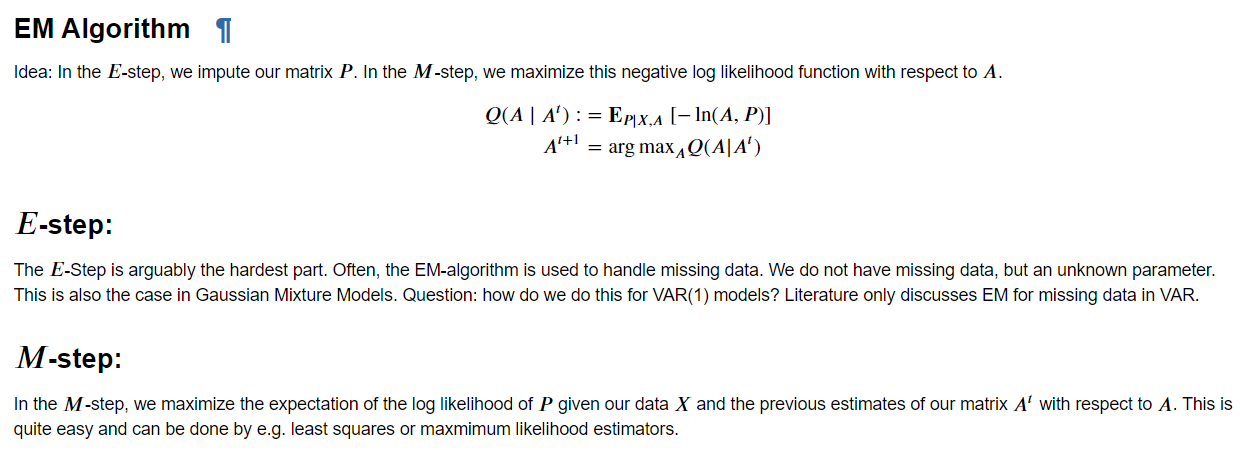 EM Algorithm ¶
Idea: In the E-step, we impute our matrix P. In the M-step, we maximize this negative log likelihood function with respect to A.
Q(A | Aᵗ) : = E_{P|X,A} [− ln(A, P)]
Aᵗ⁺¹ = arg max_A Q(A|Aᵗ)
E-step:
The E-Step is arguably the hardest part. Often, the EM-algorithm is used to handle missing data. We do not have missing data, but an unknown parameter.
This is also the case in Gaussian Mixture Models. Question: how do we do this for VAR(1) models? Literature only discusses EM for missing data in VAR.
M-step:
In the M-step, we maximize the expectation of the log likelihood of P given our data X and the previous estimates of our matrix Aᵗ with respect to A. This is
quite easy and can be done by e.g. least squares or maxmimum likelihood estimators.